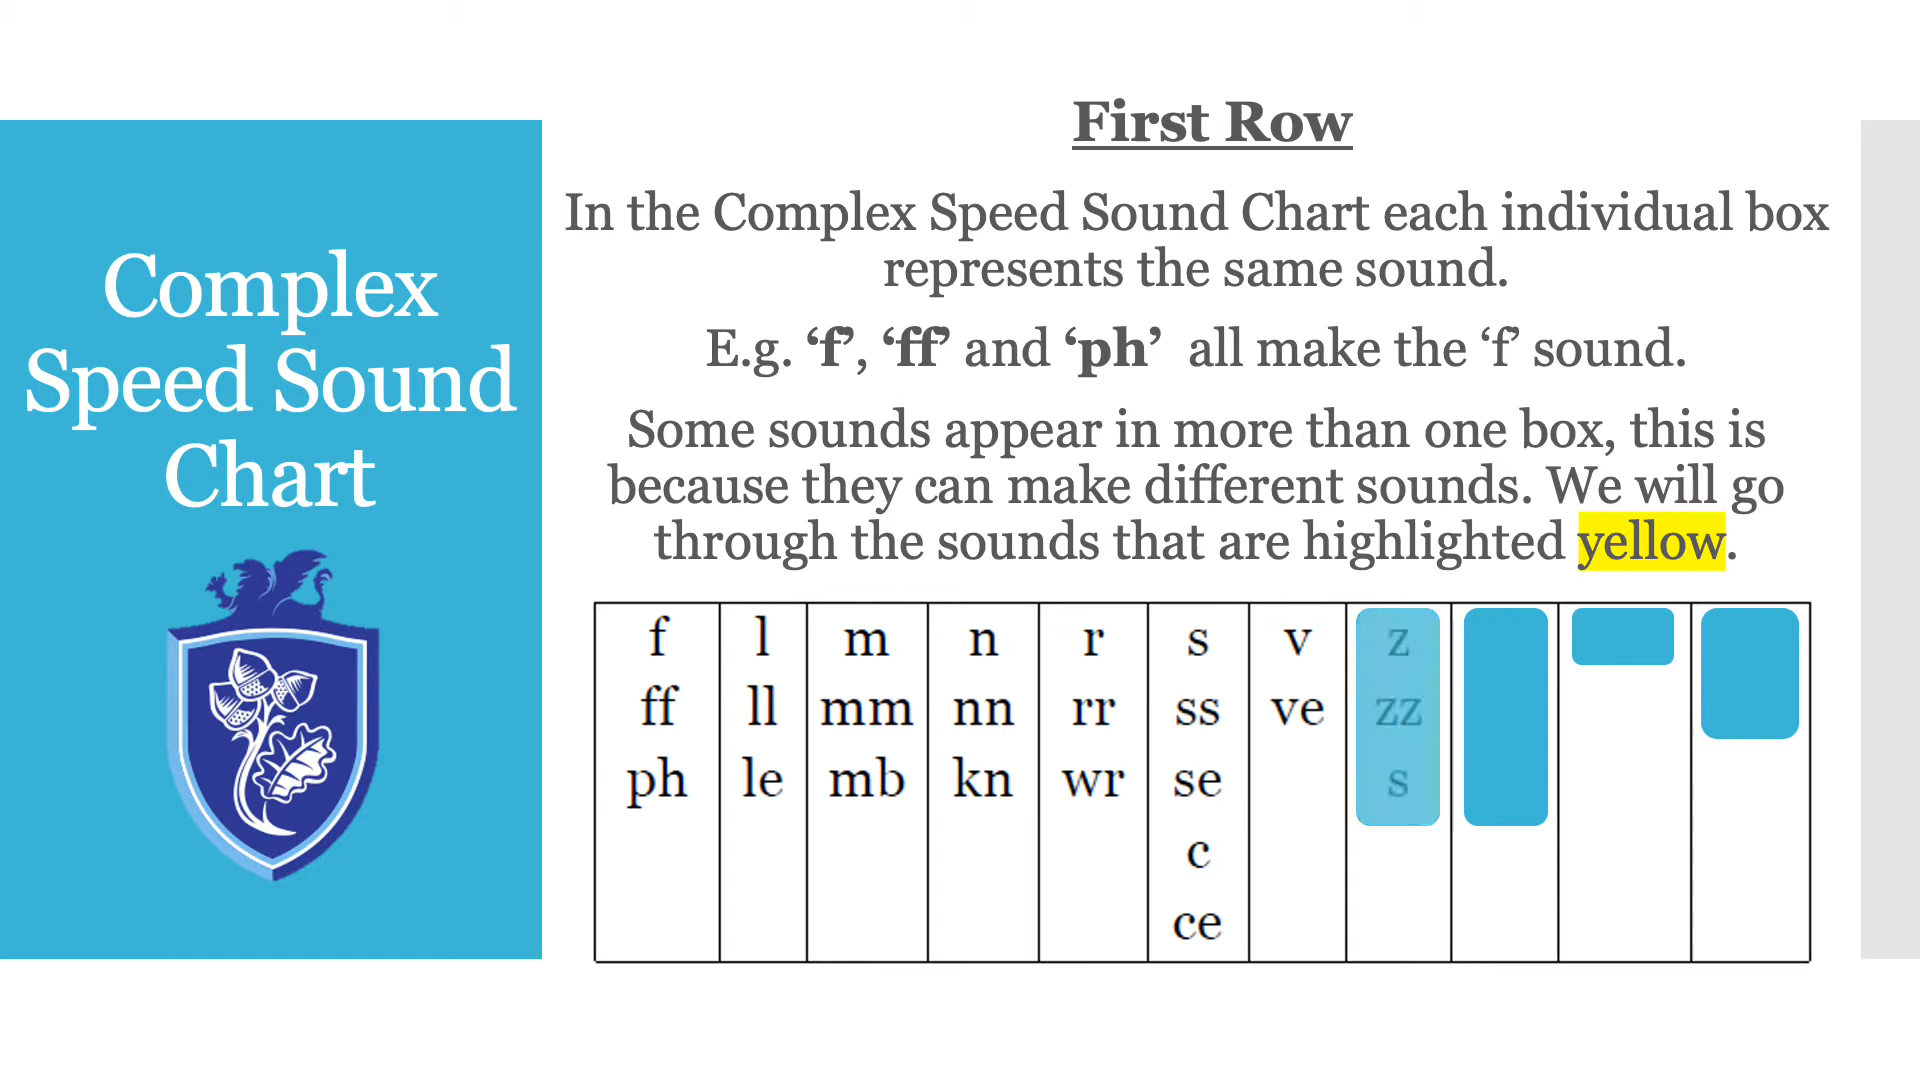 Complex
Speed Sound
Chart
First Row
In the Complex Speed Sound Chart each individual box
represents the same sound.
E.g. ‘f’, ‘ff’ and ‘ph’ all make the ‘f’ sound.
Some sounds appear in more than one box, this is
because they can make different sounds. We will go
through the sounds that are highlighted yellow.
f l m n r s v z
ff ll mm nn rr ss ve zz
ph le mb kn wr se s
c
ce